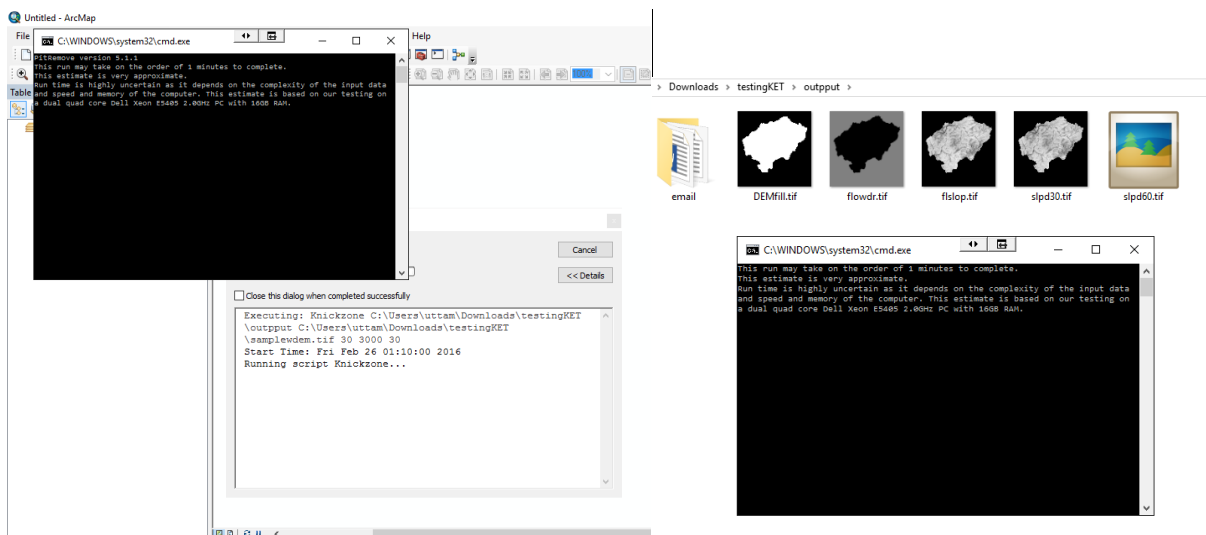 Untitled - ArcMap
File
Help
C:\WINDOWS\system32\cmd.exe
PitRemove version 5.1.1
This run may take on the order of 1 minutes to complete.
This estimate is very approximate.
Run time is highly uncertain as it depends on the complexity of the input data
and speed and memory of the computer. This estimate is based on our testing on
a dual quad core Dell Xeon E5405 2.0GHz PC with 16GB RAM.
Table
Cancel
<< Details
Close this dialog when completed successfully
Executing: Knickzone C:\Users\uttam\Downloads\testingKET
\outpput C:\Users\uttam\Downloads\testingKET
\samplewdem.tif 30 3000 30
Start Time: Fri Feb 26 01:10:00 2016
Running script Knickzone...
> Downloads > testingKET > outpput >
email
DEMfill.tif
flowdr.tif
flslop.tif
slpd30.tif
slpd60.tif
C:\WINDOWS\system32\cmd.exe
This run may take on the order of 1 minutes to complete.
This estimate is very approximate.
Run time is highly uncertain as it depends on the complexity of the input data
and speed and memory of the computer. This estimate is based on our testing on
a dual quad core Dell Xeon E5405 2.0GHz PC with 16GB RAM.